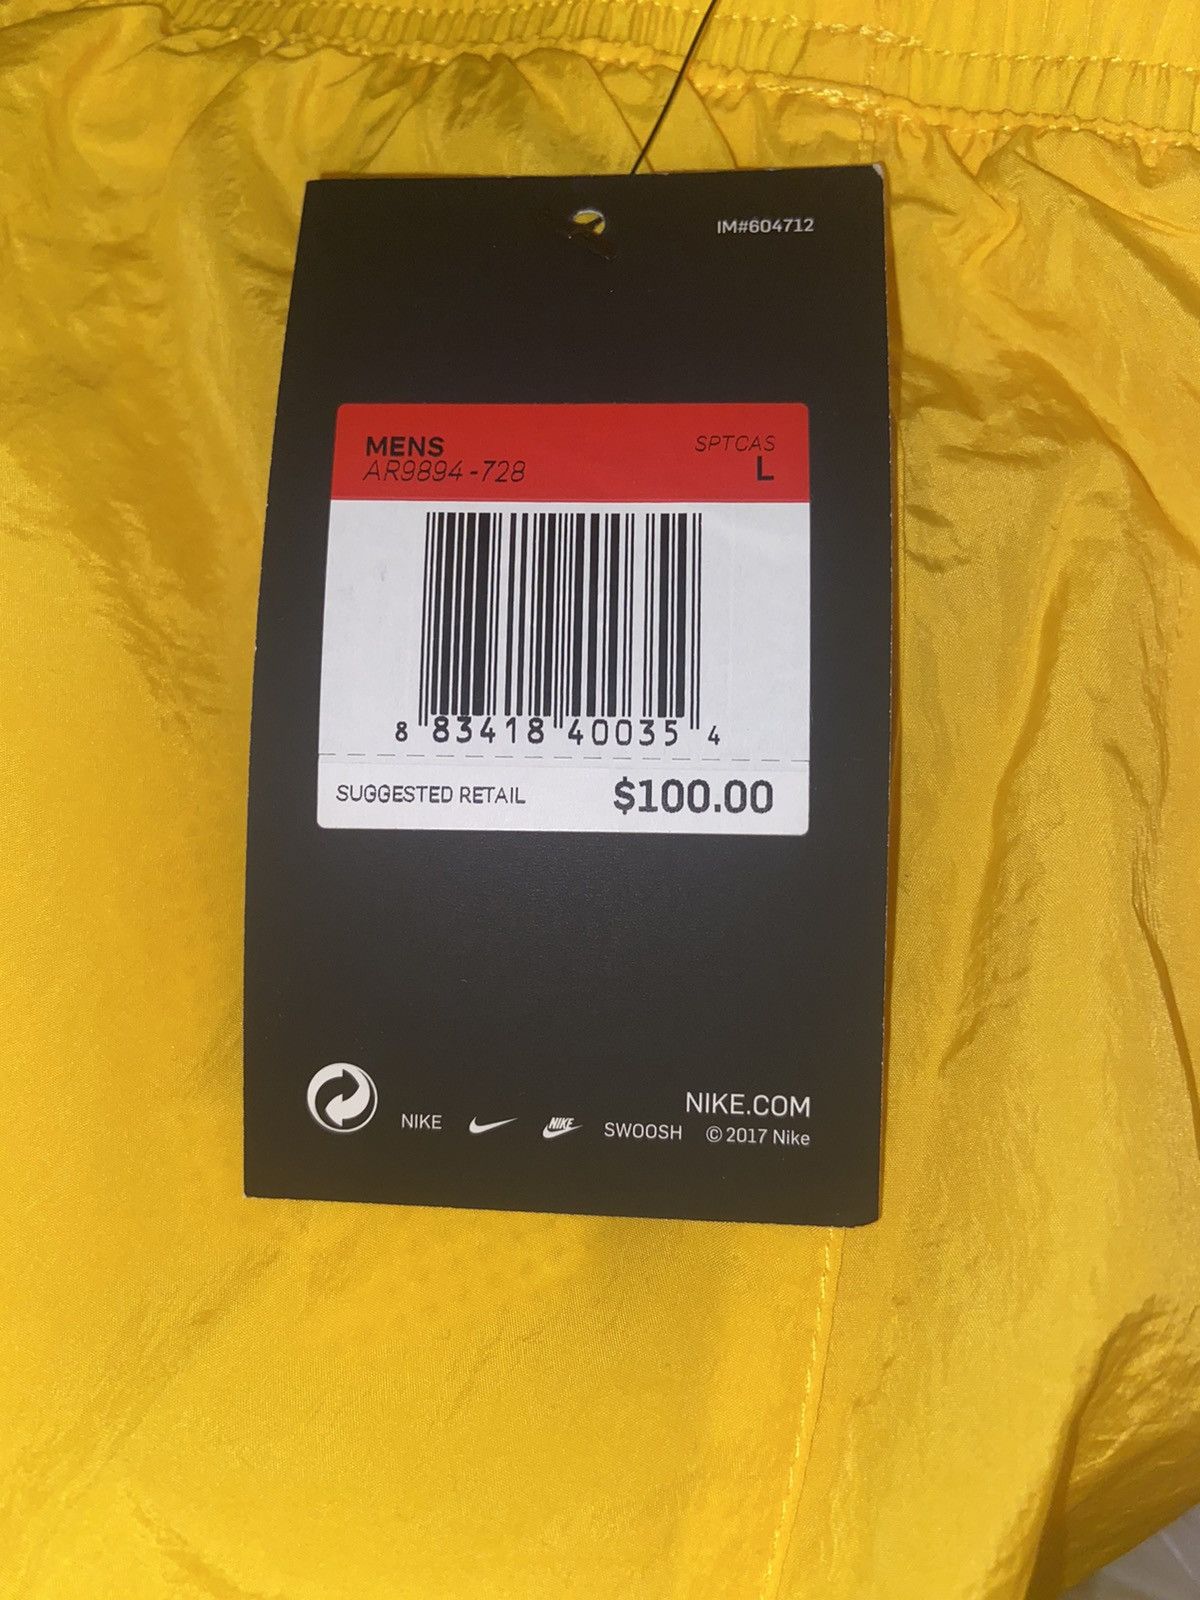 IM#604712
MENS SPTCAS
AR9894-728 L
8 83418 40035 4
SUGGESTED RETAIL $100.00
NIKE.COM
NIKE NIKE SWOOSH © 2017 Nike